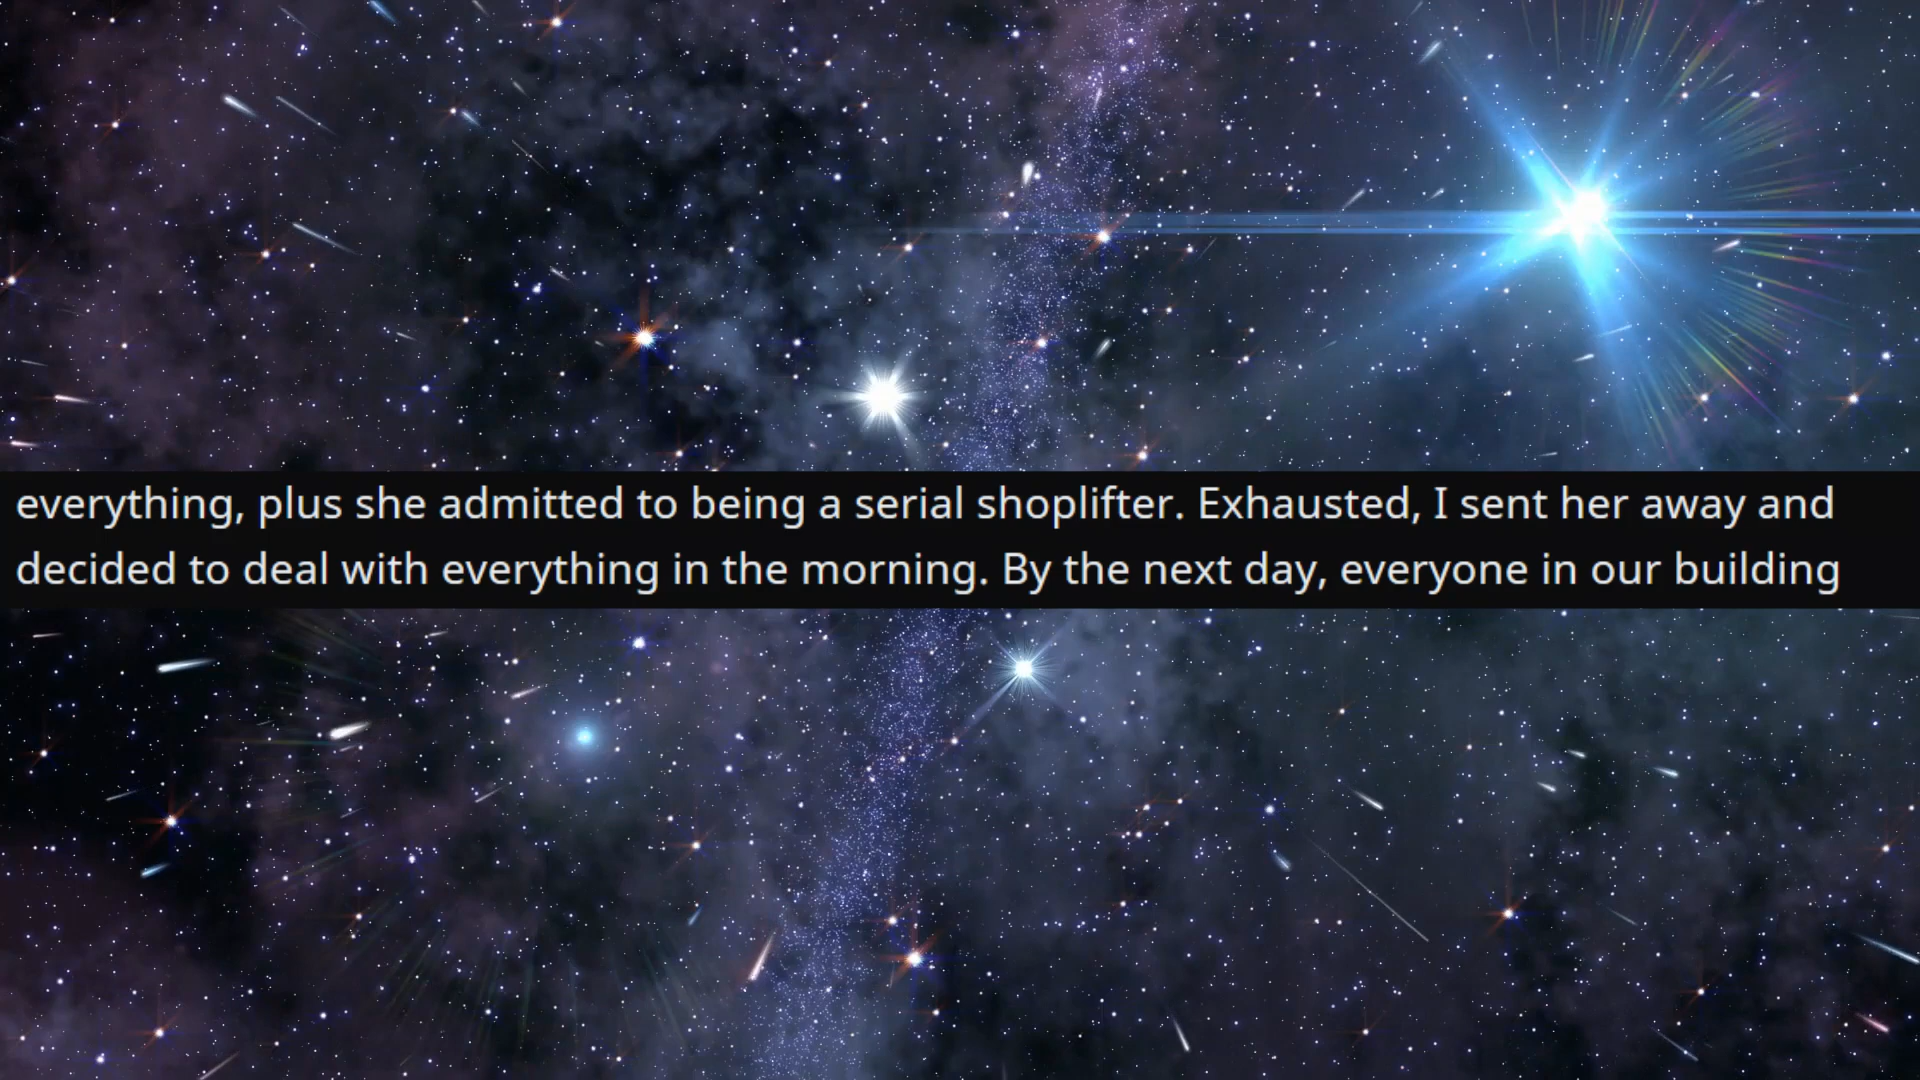 everything, plus she admitted to being a serial shoplifter. Exhausted, I sent her away and
decided to deal with everything in the morning. By the next day, everyone in our building